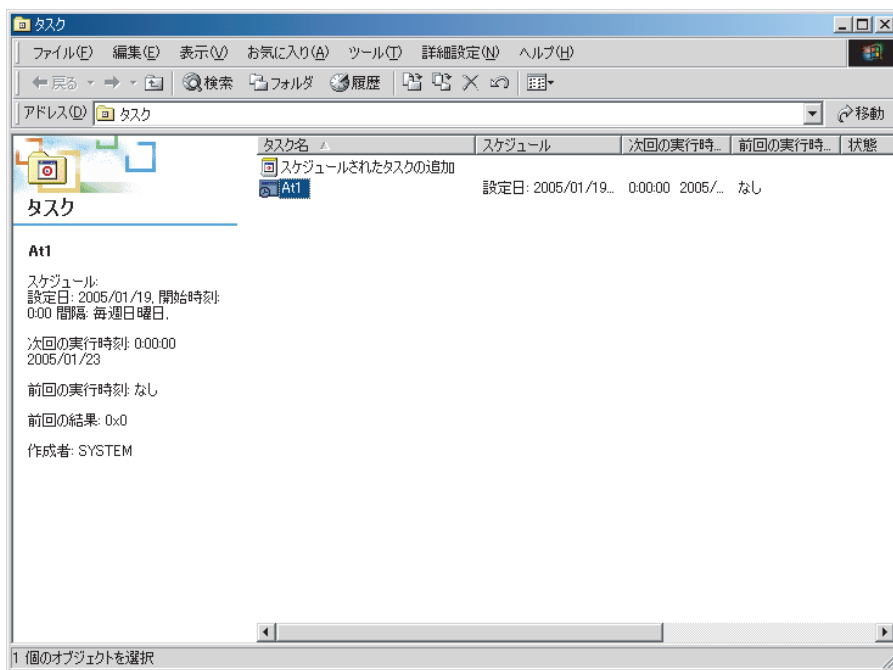 タスク
ファイル(F) 編集(E) 表示(V) お気に入り(A) ツール(T) 詳細設定(N) ヘルプ(H)
戻る 検索 フォルダ 履歴
アドレス(D) タスク 移動
タスク名 スケジュール 次回の実行時... 前回の実行時... 状態
スケジュールされたタスクの追加
At1 設定日: 2005/01/19... 0:00:00 2005/... なし
タスク
At1
スケジュール:
設定日: 2005/01/19, 開始時刻:
0:00 間隔: 毎週日曜日,
次回の実行時刻: 0:00:00
2005/01/23
前回の実行時刻: なし
前回の結果: 0x0
作成者: SYSTEM
1 個のオブジェクトを選択